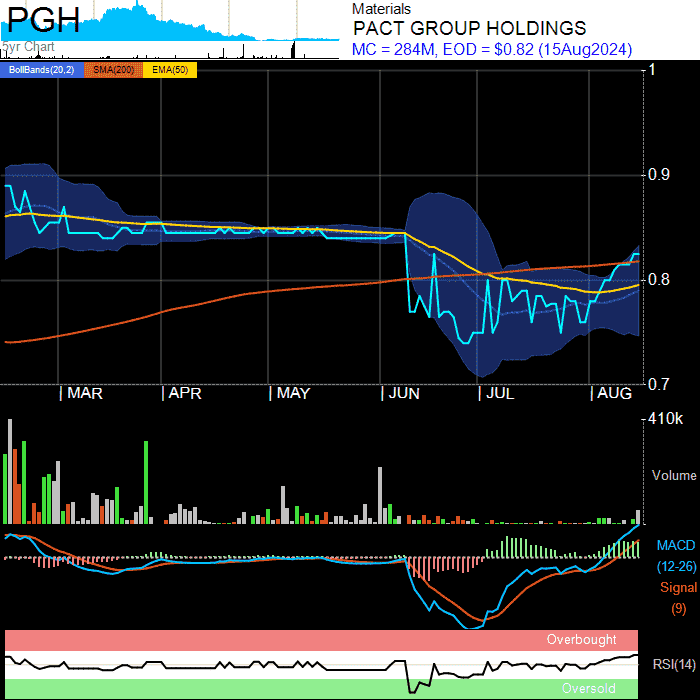 PGH
5yr Chart
Materials
PACT GROUP HOLDINGS
MC = 284M, EOD = $0.82 (15Aug2024)
BollBands(20,2) SMA(200) EMA(50)
1
0.9
0.8
0.7
MAR APR MAY JUN JUL AUG
410k
Volume
MACD
(12-26)
Signal
(9)
Overbought
RSI(14)
Oversold